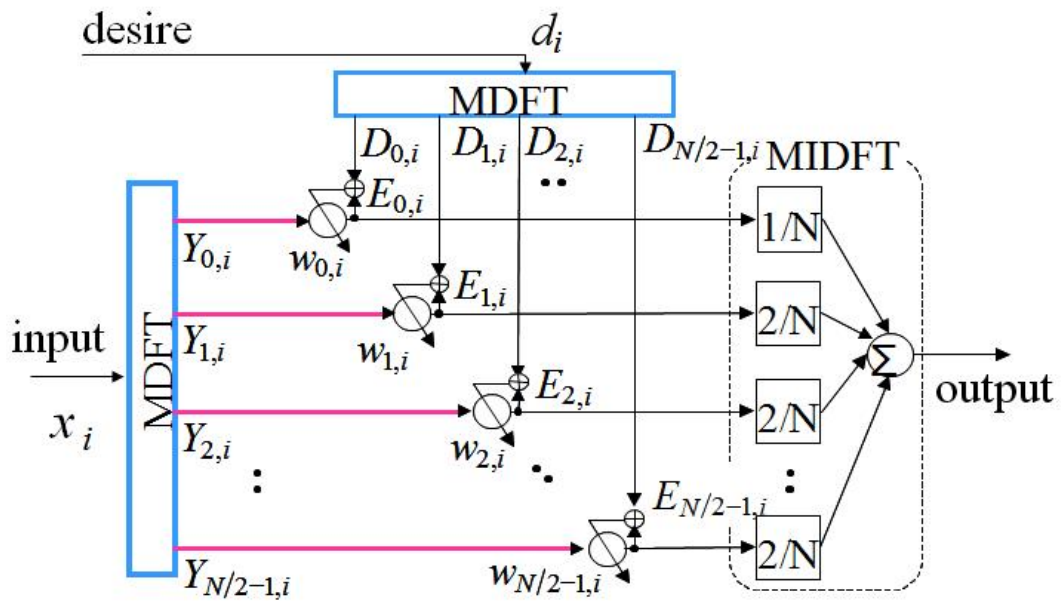 desire
d_i
MDFT
D_{0,i} D_{1,i} D_{2,i} D_{N/2-1,i}
MIDFT
E_{0,i}
1/N
Y_{0,i}
w_{0,i}
E_{1,i}
2/N
Y_{1,i}
w_{1,i}
input
MDFT
Σ
output
E_{2,i}
2/N
x_i
Y_{2,i}
w_{2,i}
E_{N/2-1,i}
2/N
Y_{N/2-1,i}
w_{N/2-1,i}